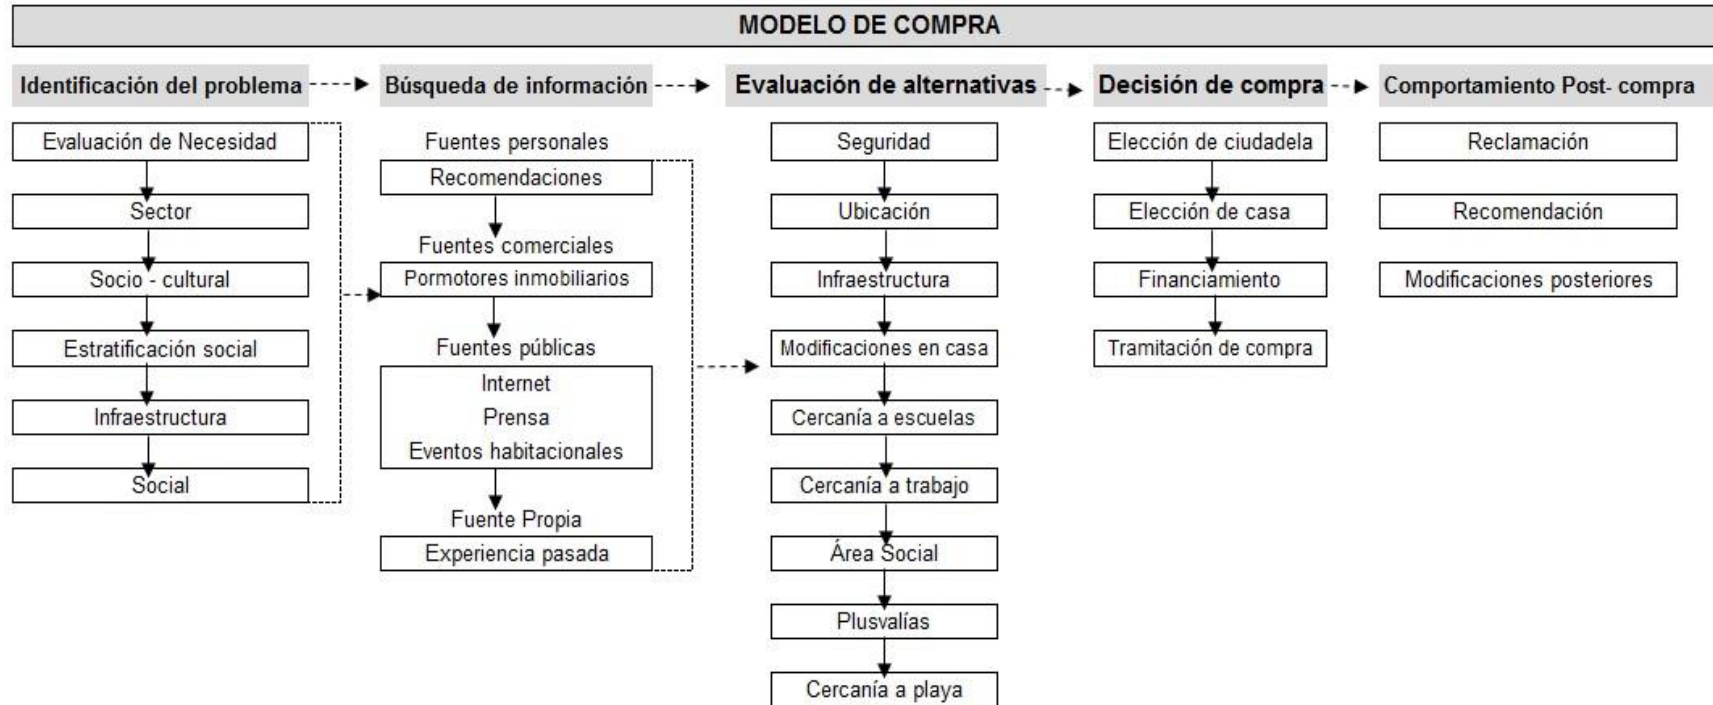 MODELO DE COMPRA
Identificación del problema
Búsqueda de información
Evaluación de alternativas
Decisión de compra
Comportamiento Post- compra
Evaluación de Necesidad
Sector
Socio - cultural
Estratificación social
Infraestructura
Social
Fuentes personales
Recomendaciones
Fuentes comerciales
Pormotores inmobiliarios
Fuentes públicas
Internet
Prensa
Eventos habitacionales
Fuente Propia
Experiencia pasada
Seguridad
Ubicación
Infraestructura
Modificaciones en casa
Cercanía a escuelas
Cercanía a trabajo
Área Social
Plusvalías
Cercanía a playa
Elección de ciudadela
Elección de casa
Financiamiento
Tramitación de compra
Reclamación
Recomendación
Modificaciones posteriores